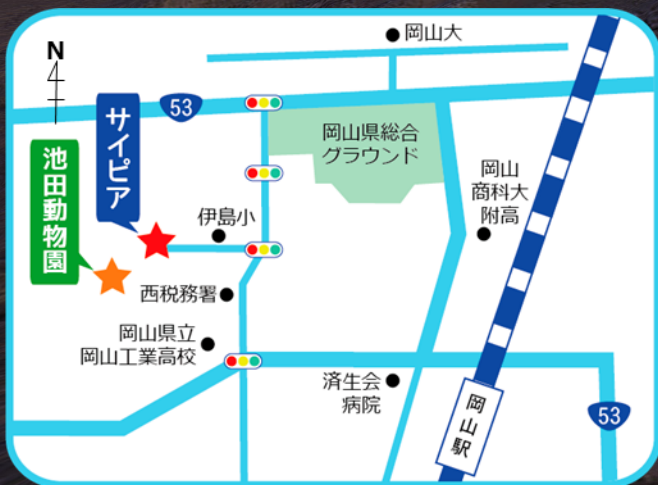 岡山大
N
53
サイピア
池田動物園
岡山県総合
グラウンド
岡山
商科大
附高
伊島小
西税務署
岡山県立
岡山工業高校
済生会
病院
岡山駅
53